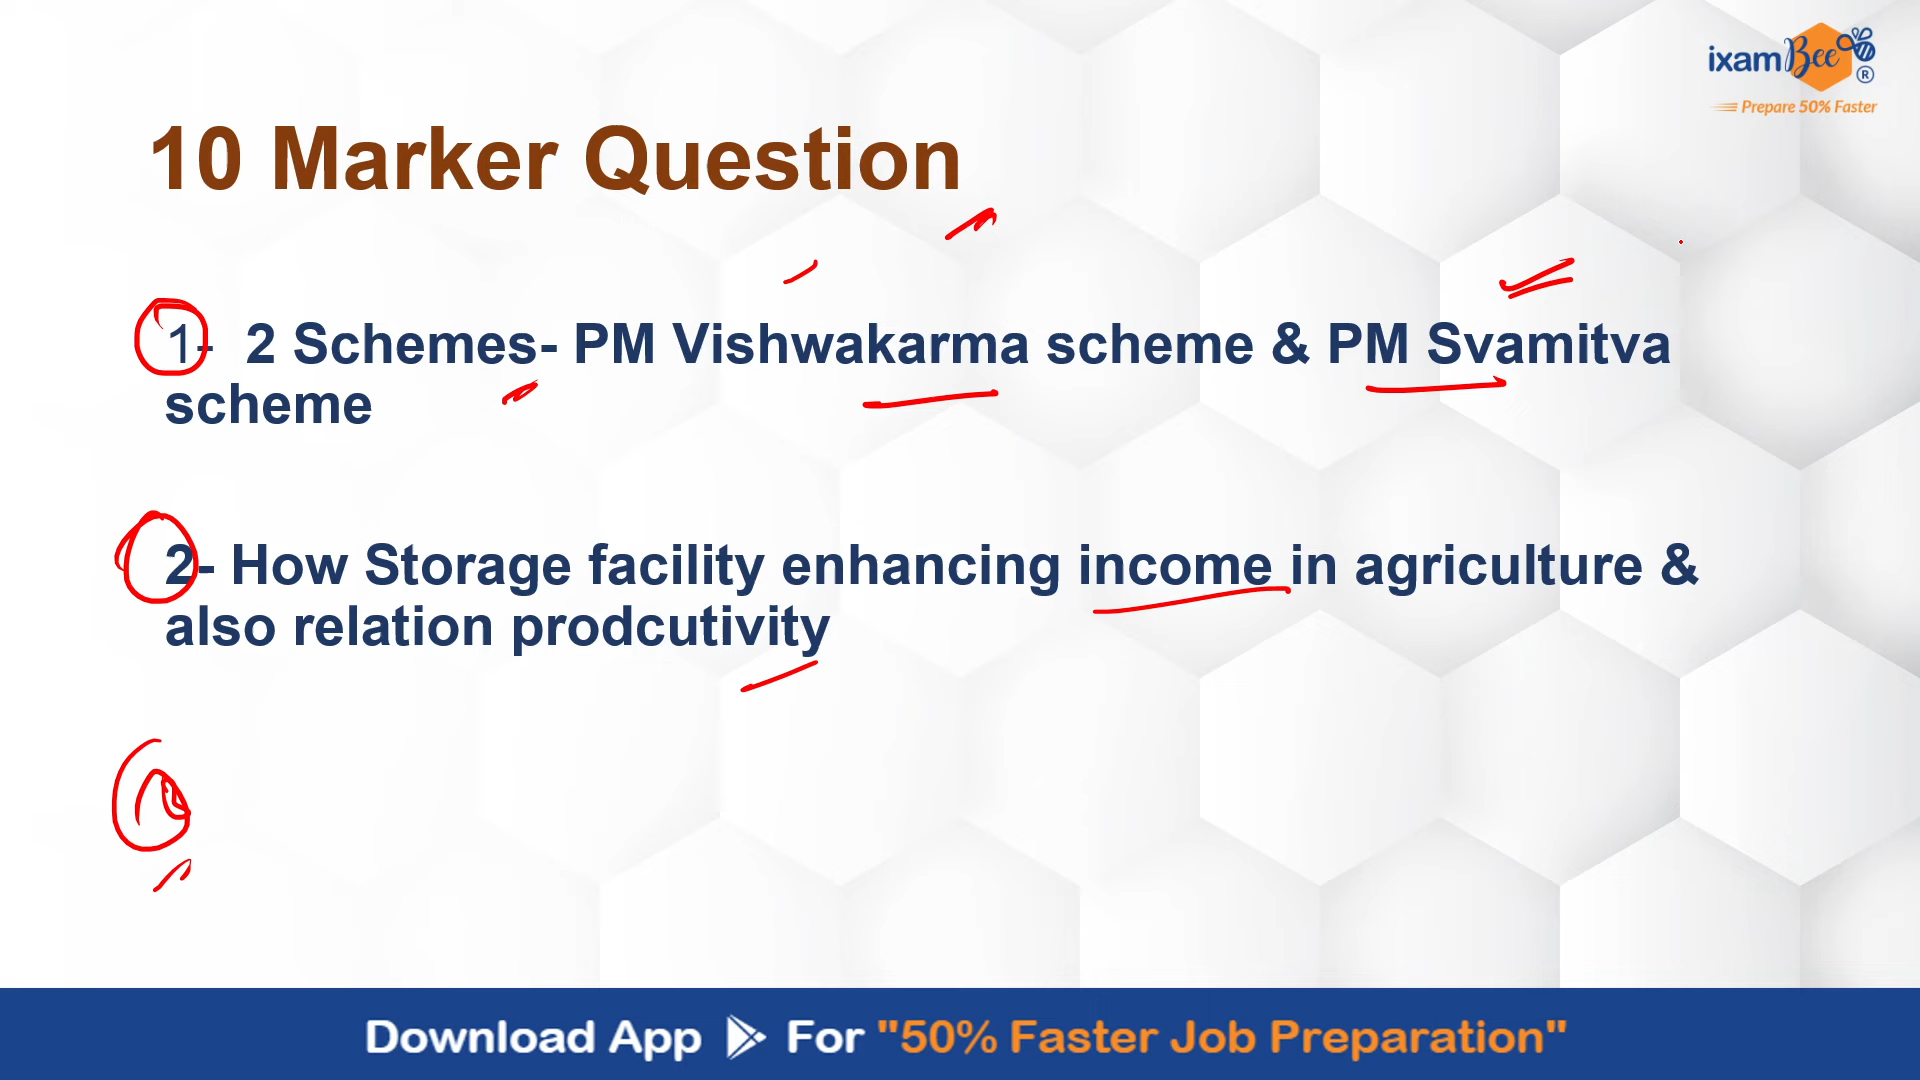 ixamBee
®
Prepare 50% Faster
10 Marker Question
1- 2 Schemes- PM Vishwakarma scheme & PM Svamitva
scheme
2- How Storage facility enhancing income in agriculture &
also relation prodcutivity
Download App For "50% Faster Job Preparation"